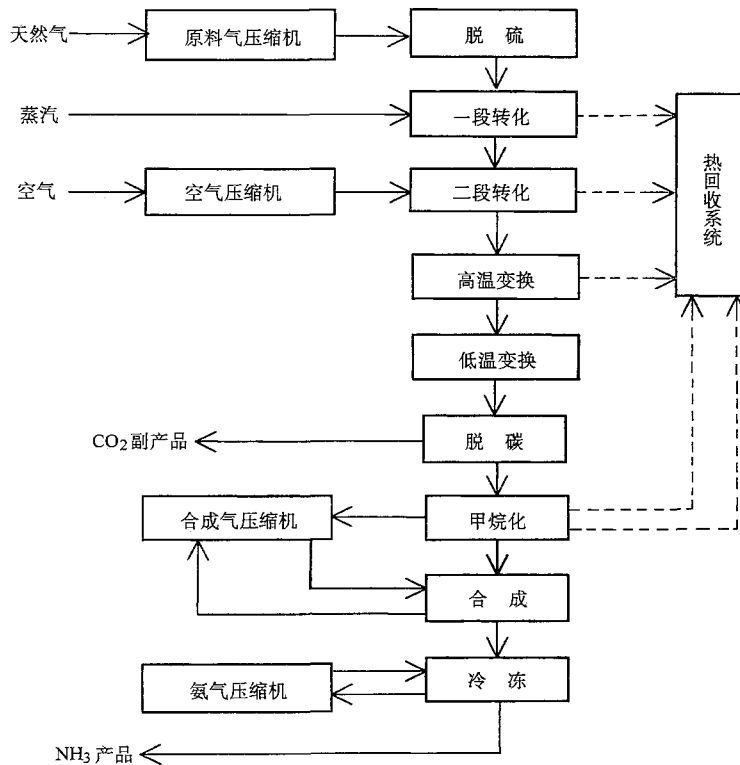 天然气
原料气压缩机
脱 硫
蒸汽
一段转化
热回收系统
空气
空气压缩机
二段转化
高温变换
低温变换
CO2副产品
脱 碳
合成气压缩机
甲烷化
合 成
氨气压缩机
冷 冻
NH3产品